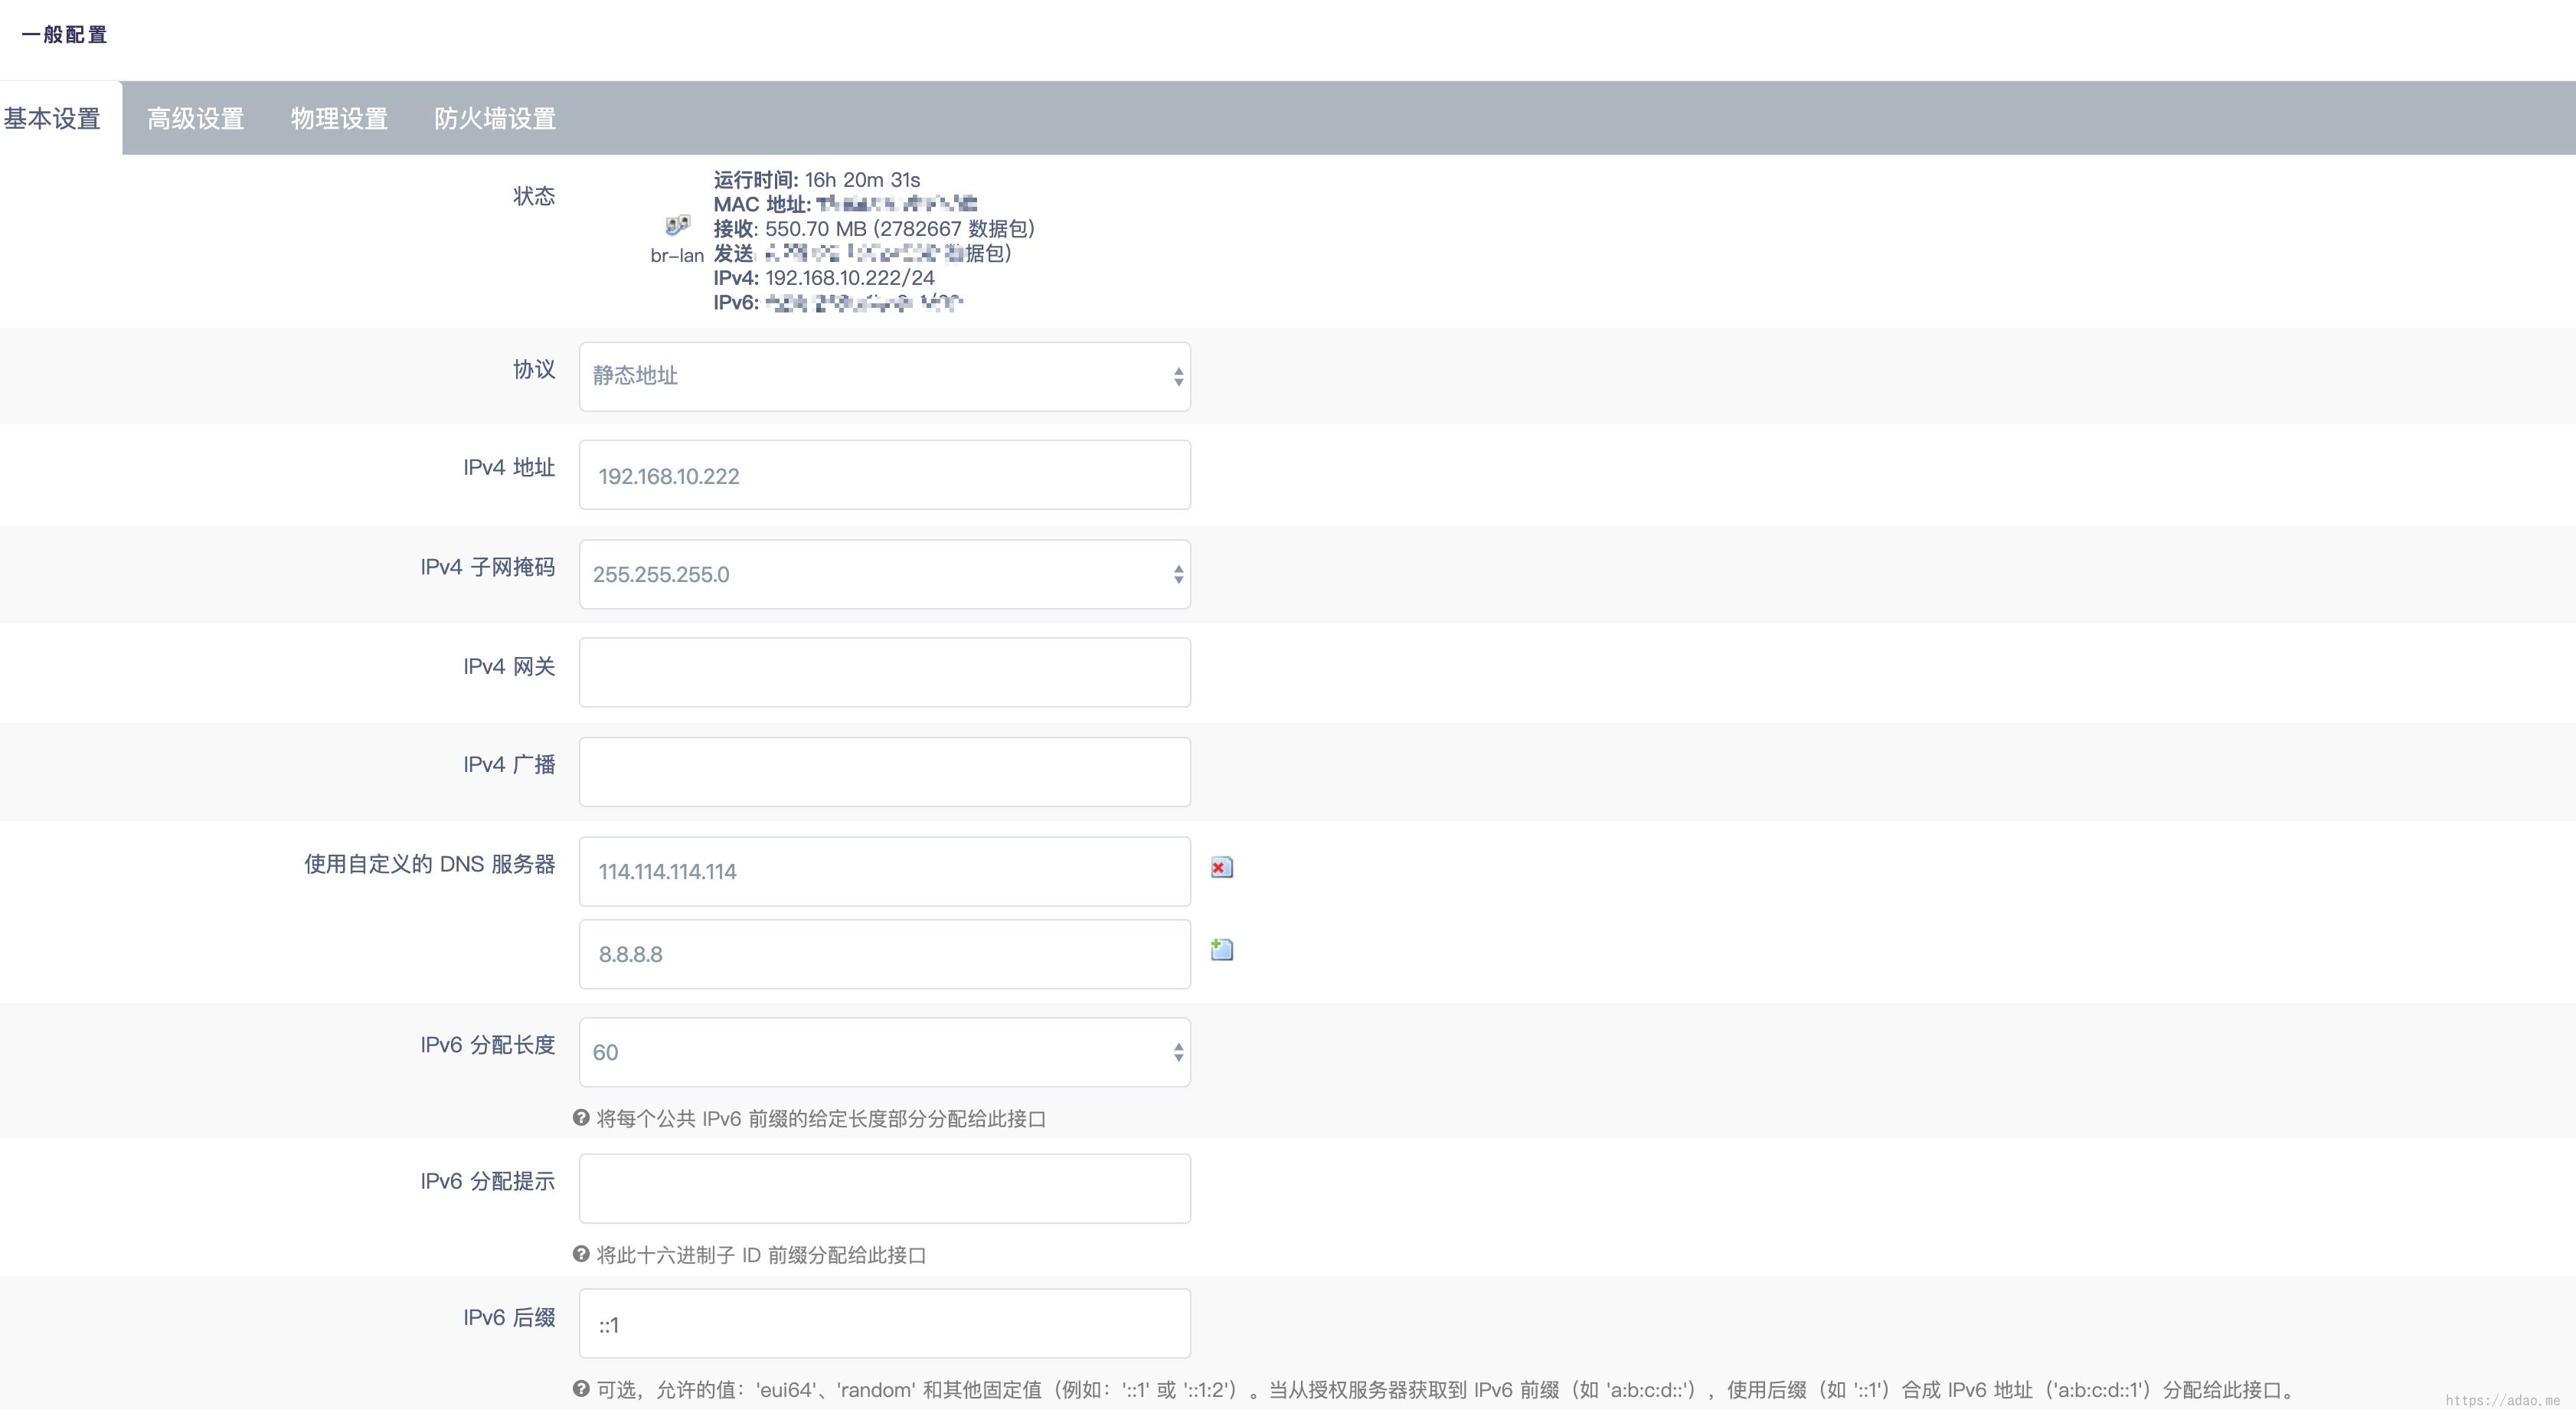 一般配置
基本设置 高级设置 物理设置 防火墙设置
状态
运行时间: 16h 20m 31s
MAC 地址:
接收: 550.70 MB (2782667 数据包)
发送 据包)
IPv4: 192.168.10.222/24
IPv6:
br-lan
协议 静态地址
IPv4 地址 192.168.10.222
IPv4 子网掩码 255.255.255.0
IPv4 网关
IPv4 广播
使用自定义的 DNS 服务器 114.114.114.114
8.8.8.8
IPv6 分配长度 60
将每个公共 IPv6 前缀的给定长度部分分配给此接口
IPv6 分配提示
将此十六进制子 ID 前缀分配给此接口
IPv6 后缀 ::1
可选，允许的值：'eui64'、'random' 和其他固定值（例如：'::1' 或 '::1:2'）。当从授权服务器获取到 IPv6 前缀（如 'a:b:c:d::'），使用后缀（如 '::1'）合成 IPv6 地址（'a:b:c:d::1'）分配给此接口。
https://adao.me